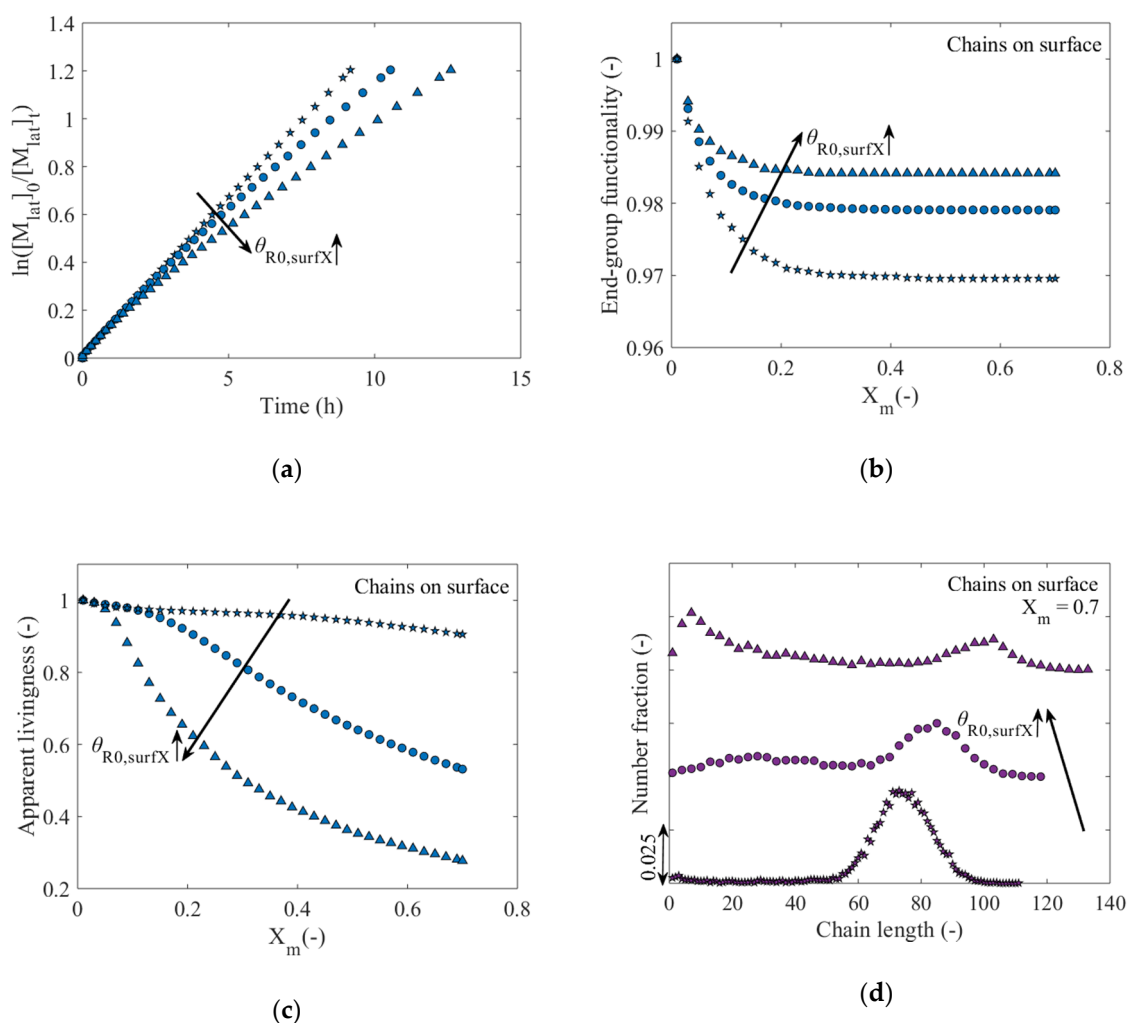 1.4
1.2
1
0.8
0.6
0.4
0.2
0
0 5 10 15
ln([M_lat]_0/[M_lat]_t)
Time (h)
θ_R0,surfX ↑
(a)
Chains on surface
1
0.99
0.98
0.97
0.96
0 0.2 0.4 0.6 0.8
End-group functionality (-)
X_m(-)
θ_R0,surfX ↑
(b)
Chains on surface
1
0.8
0.6
0.4
0.2
0 0.2 0.4 0.6 0.8
Apparent livingness (-)
X_m(-)
θ_R0,surfX ↑
(c)
Chains on surface
X_m = 0.7
θ_R0,surfX ↑
Number fraction (-)
0.025
0 20 40 60 80 100 120 140
Chain length (-)
(d)